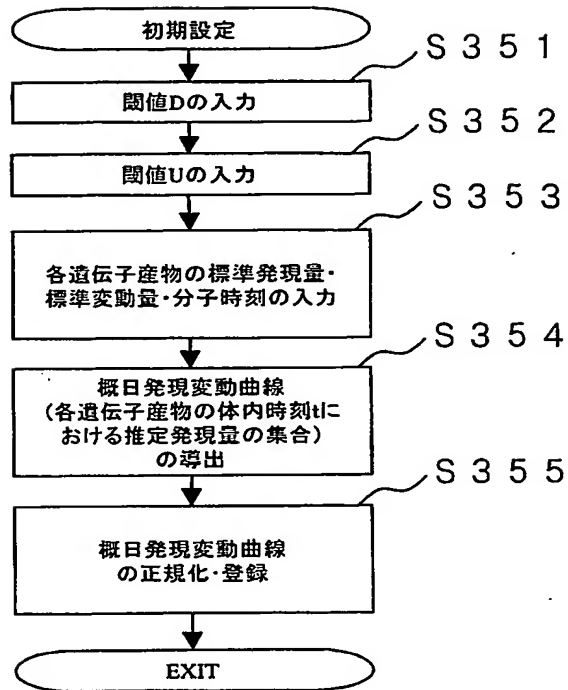 初期設定
S351
閾値Dの入力
S352
閾値Uの入力
S353
各遺伝子産物の標準発現量・
標準変動量・分子時刻の入力
S354
概日発現変動曲線
(各遺伝子産物の体内時刻tに
おける推定発現量の集合)
の導出
S355
概日発現変動曲線
の正規化・登録
EXIT